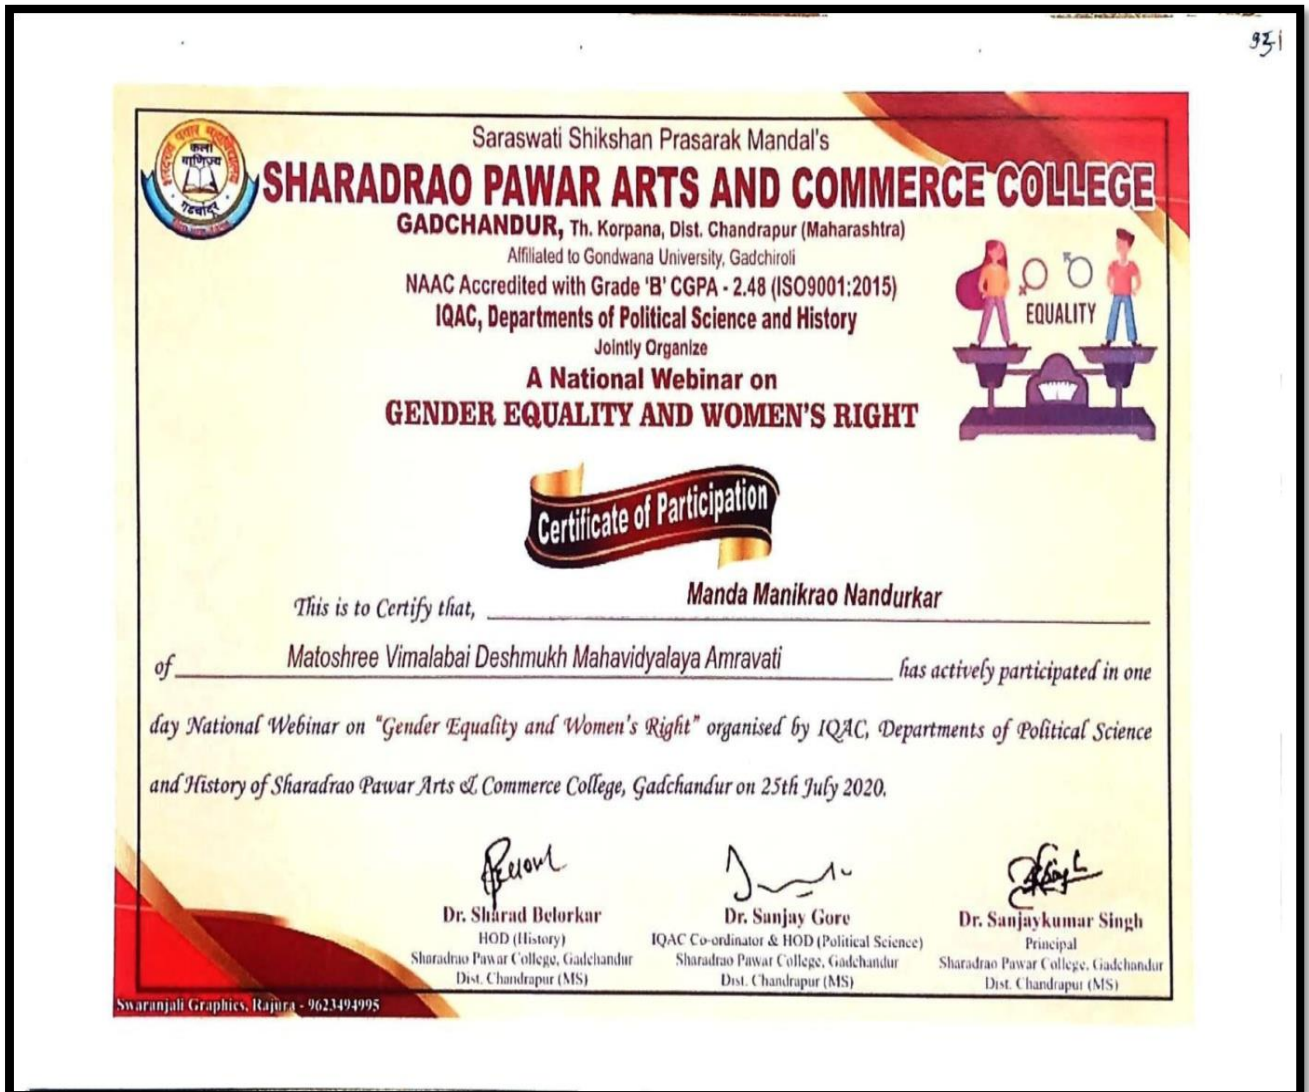 Saraswati Shikshan Prasarak Mandal's
SHARADRAO PAWAR ARTS AND COMMERCE COLLEGE
GADCHANDUR, Th. Korpana, Dist. Chandrapur (Maharashtra)
Affiliated to Gondwana University, Gadchiroli
NAAC Accredited with Grade 'B' CGPA - 2.48 (ISO9001:2015)
IQAC, Departments of Political Science and History
Jointly Organize
A National Webinar on
GENDER EQUALITY AND WOMEN'S RIGHT
कला
वाणिज्य
गडचांदूर
EQUALITY
Certificate of Participation
This is to Certify that, Manda Manikrao Nandurkar
of Matoshree Vimalabai Deshmukh Mahavidyalaya Amravati has actively participated in one
day National Webinar on "Gender Equality and Women's Right" organised by IQAC, Departments of Political Science
and History of Sharadrao Pawar Arts & Commerce College, Gadchandur on 25th July 2020.
Dr. Sharad Belorkar
HOD (History)
Sharadrao Pawar College, Gadchandur
Dist. Chandrapur (MS)
Dr. Sanjay Gore
IQAC Co-ordinator & HOD (Political Science)
Sharadrao Pawar College, Gadchandur
Dist. Chandrapur (MS)
Dr. Sanjaykumar Singh
Principal
Sharadrao Pawar College, Gadchandur
Dist. Chandrapur (MS)
Swaranjali Graphics, Rajura - 9623494995